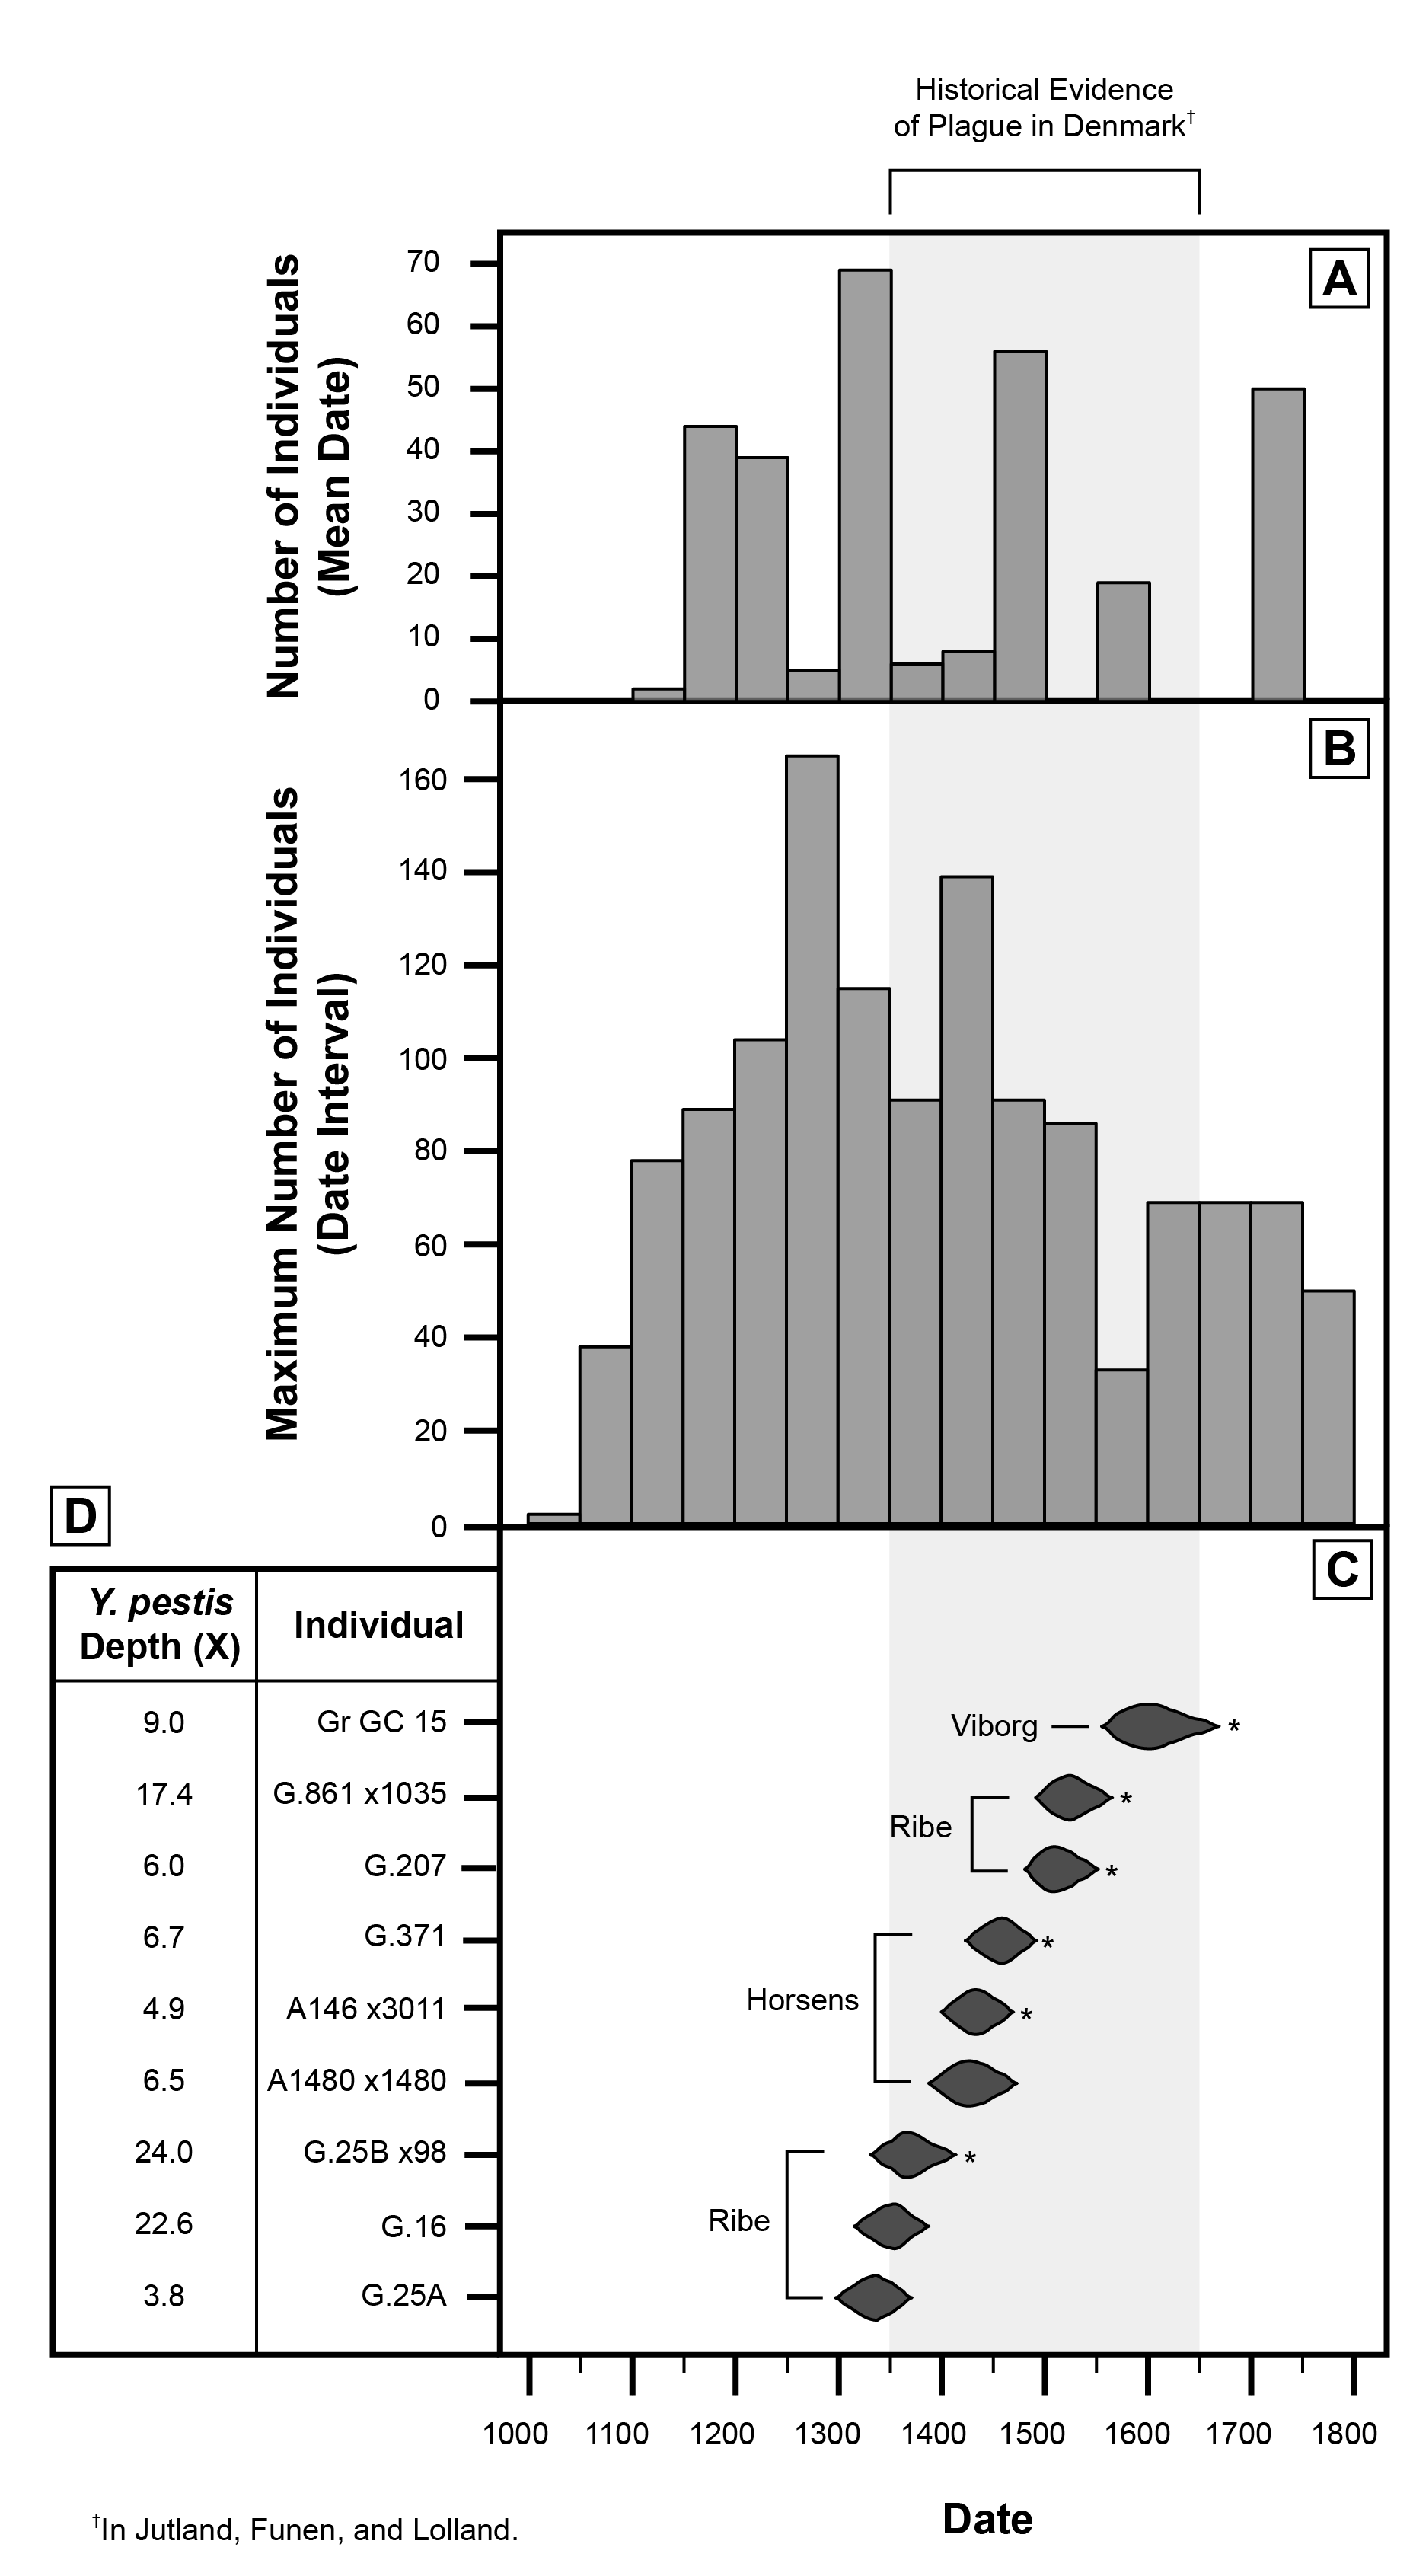 Historical Evidence
of Plague in Denmark†
A
Number of Individuals
(Mean Date)
70
60
50
40
30
20
10
0
B
Maximum Number of Individuals
(Date Interval)
160
140
120
100
80
60
40
20
0
D
C
Y. pestis
Depth (X)
Individual
9.0 Gr GC 15 Viborg *
17.4 G.861 x1035 *
Ribe
6.0 G.207 *
6.7 G.371 *
4.9 A146 x3011 Horsens *
6.5 A1480 x1480
24.0 G.25B x98 *
22.6 G.16 Ribe
3.8 G.25A
1000 1100 1200 1300 1400 1500 1600 1700 1800
Date
†In Jutland, Funen, and Lolland.